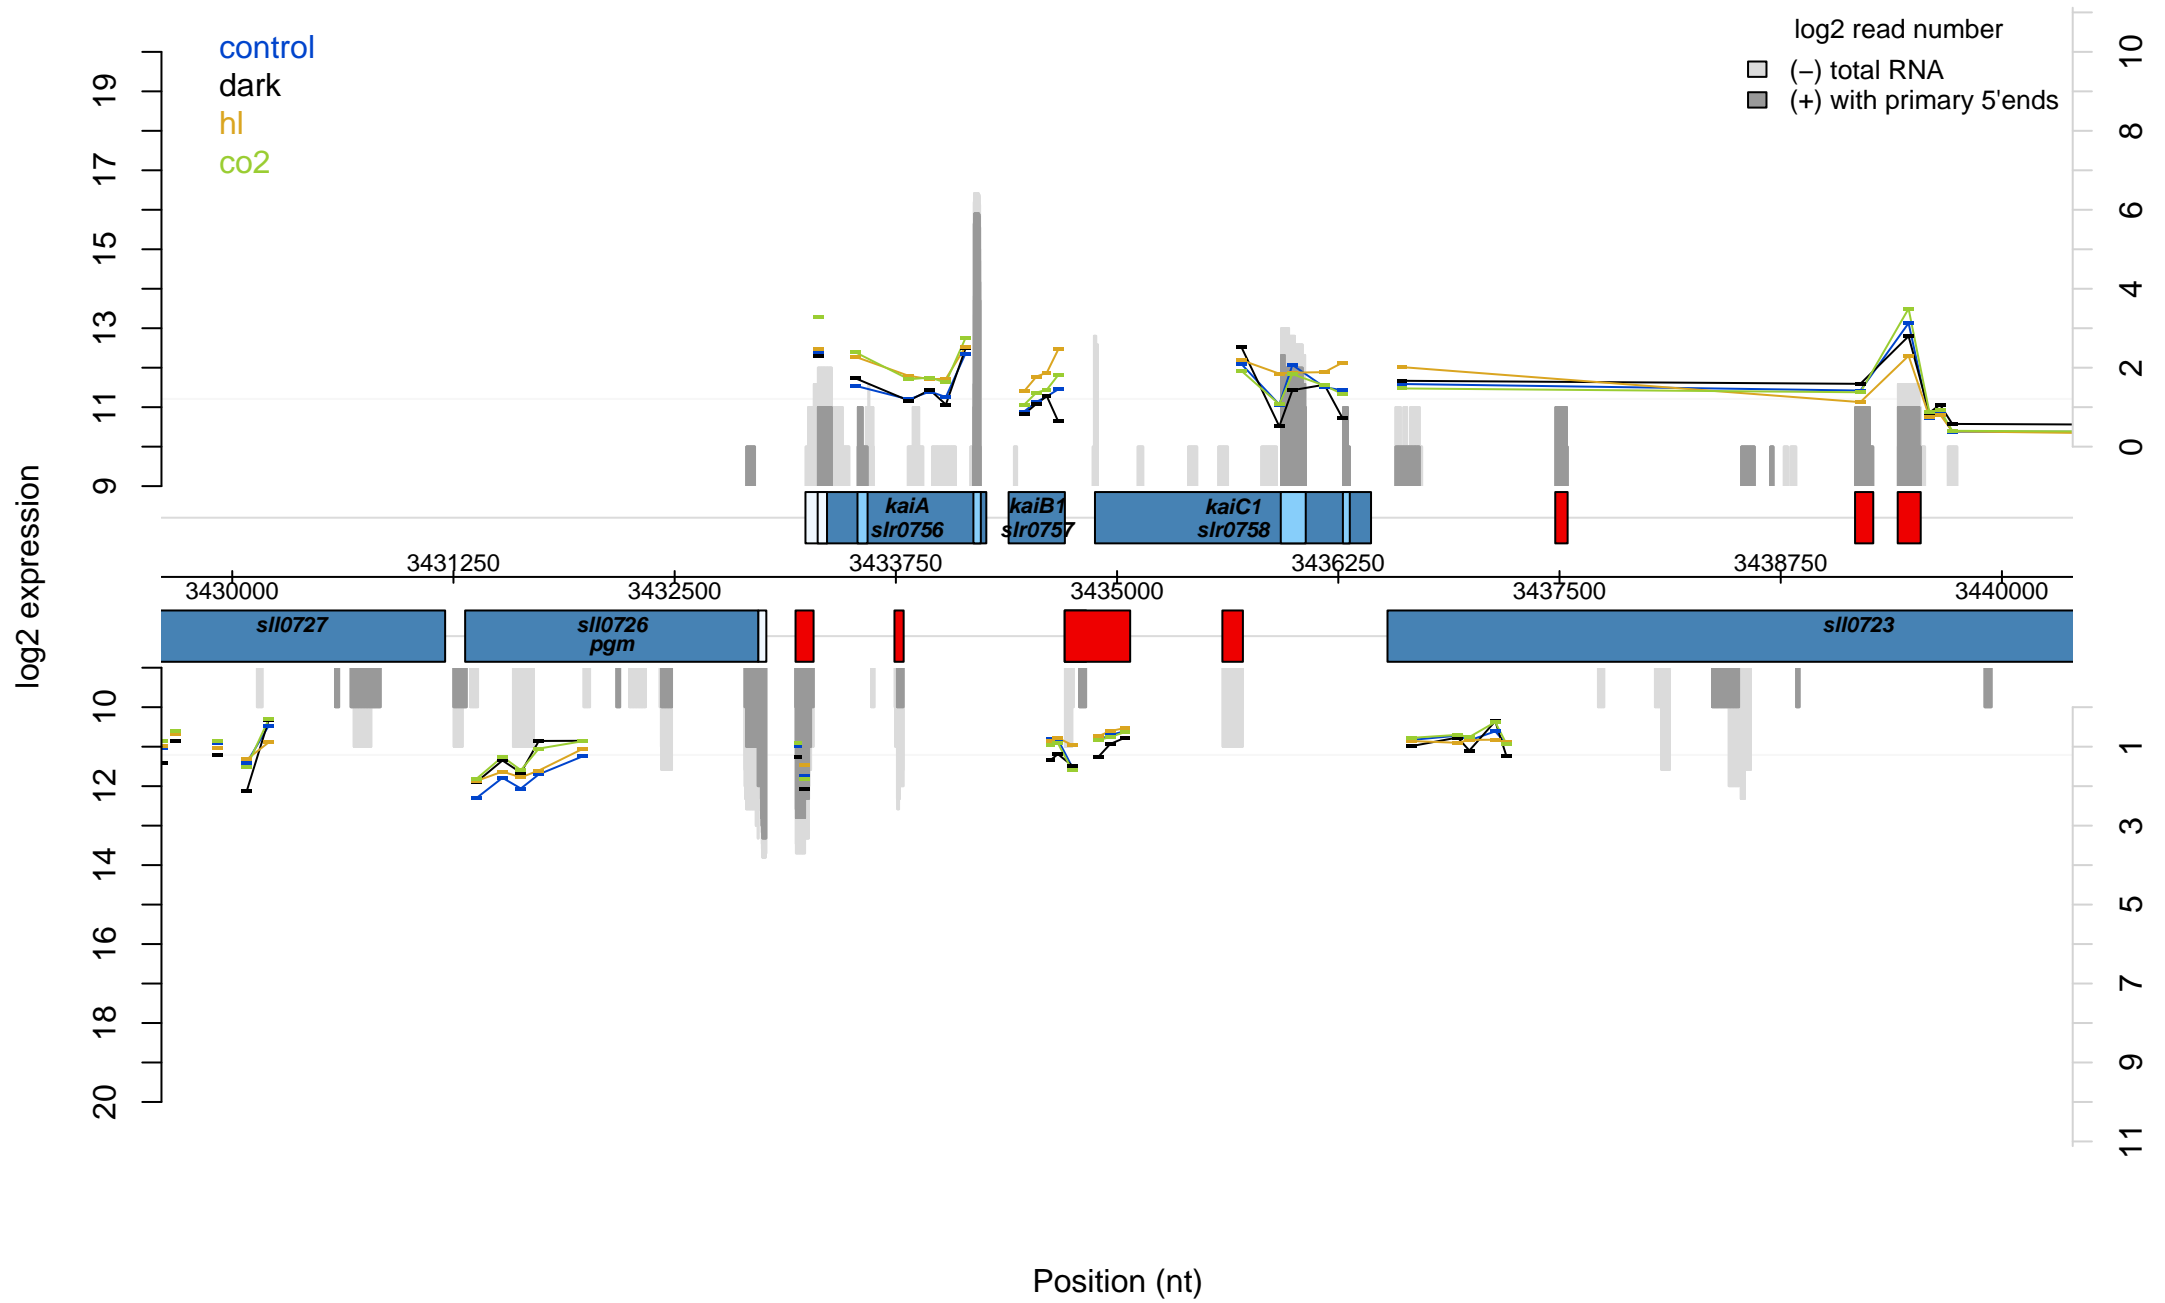 control
dark
hl
co2
log2 read number
(−) total RNA
(+) with primary 5'ends
19
17
15
13
11
9
10
8
6
4
2
0
log2 expression
kaiA
slr0756
kaiB1
slr0757
kaiC1
slr0758
3431250
3433750
3436250
3438750
3430000
3432500
3435000
3437500
3440000
sll0727
sll0726
pgm
sll0723
10
12
14
16
18
20
1
3
5
7
9
11
Position (nt)